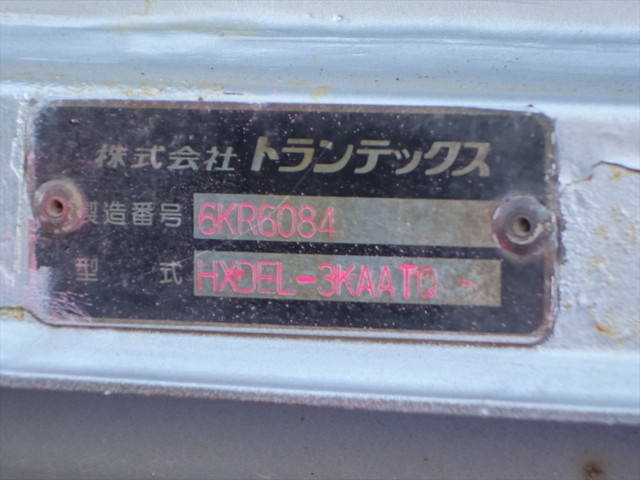 株式会社 トランテックス
製造番号 6KR6084
型 式 HXDEL-3KAATQ -